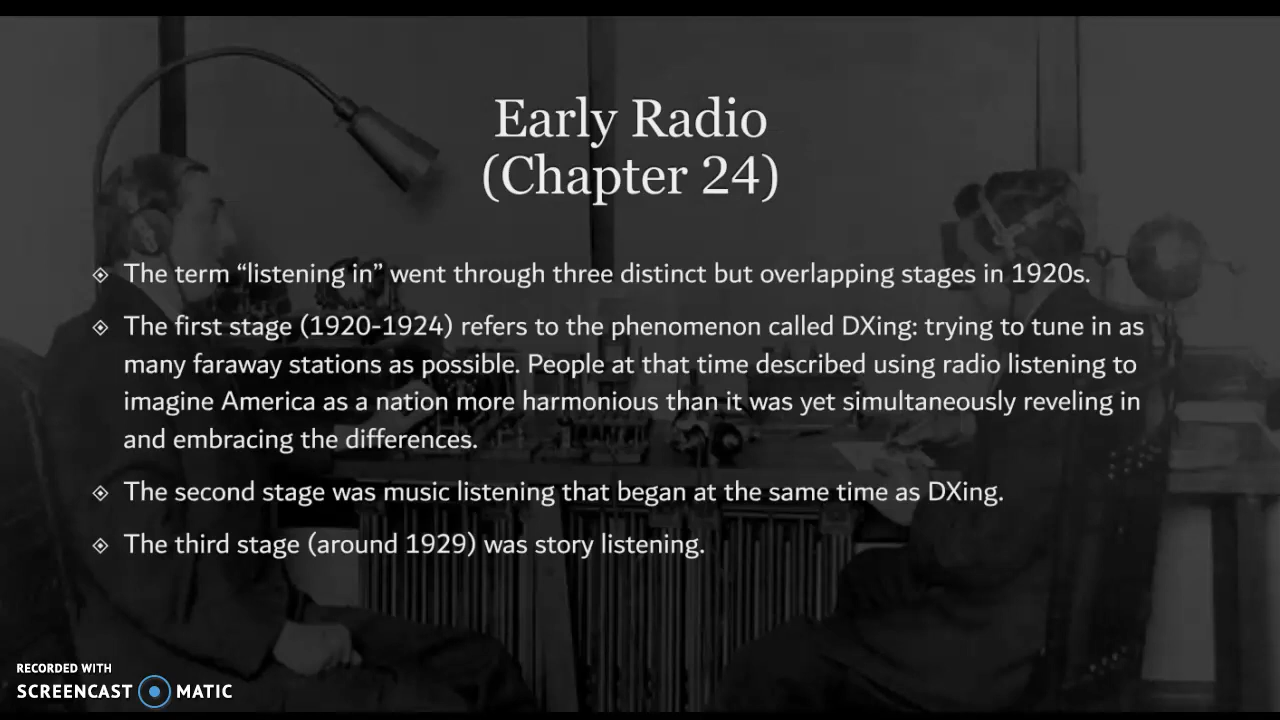 Early Radio
(Chapter 24)
The term “listening in” went through three distinct but overlapping stages in 1920s.
The first stage (1920-1924) refers to the phenomenon called DXing: trying to tune in as
many faraway stations as possible. People at that time described using radio listening to
imagine America as a nation more harmonious than it was yet simultaneously reveling in
and embracing the differences.
The second stage was music listening that began at the same time as DXing.
The third stage (around 1929) was story listening.
RECORDED WITH
SCREENCAST MATIC